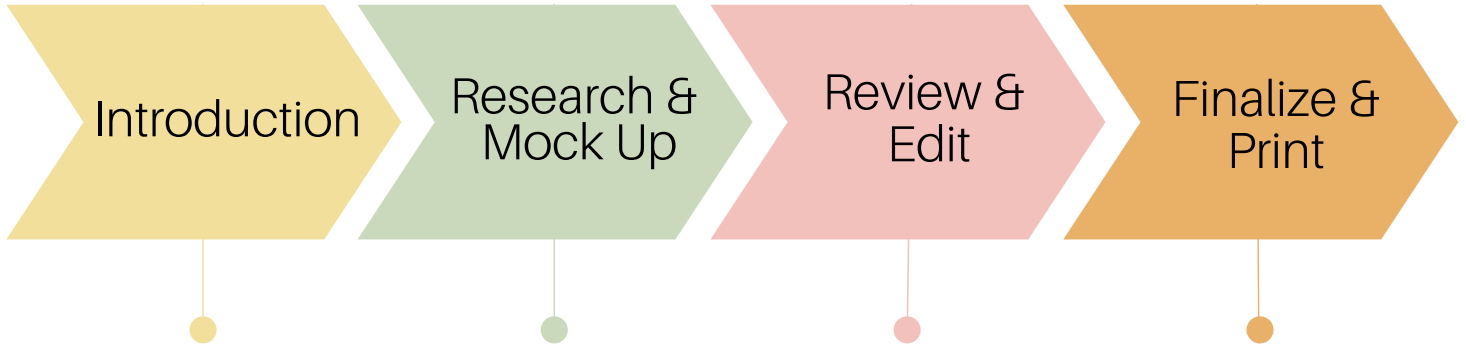 Introduction
Research &
Mock Up
Review &
Edit
Finalize &
Print